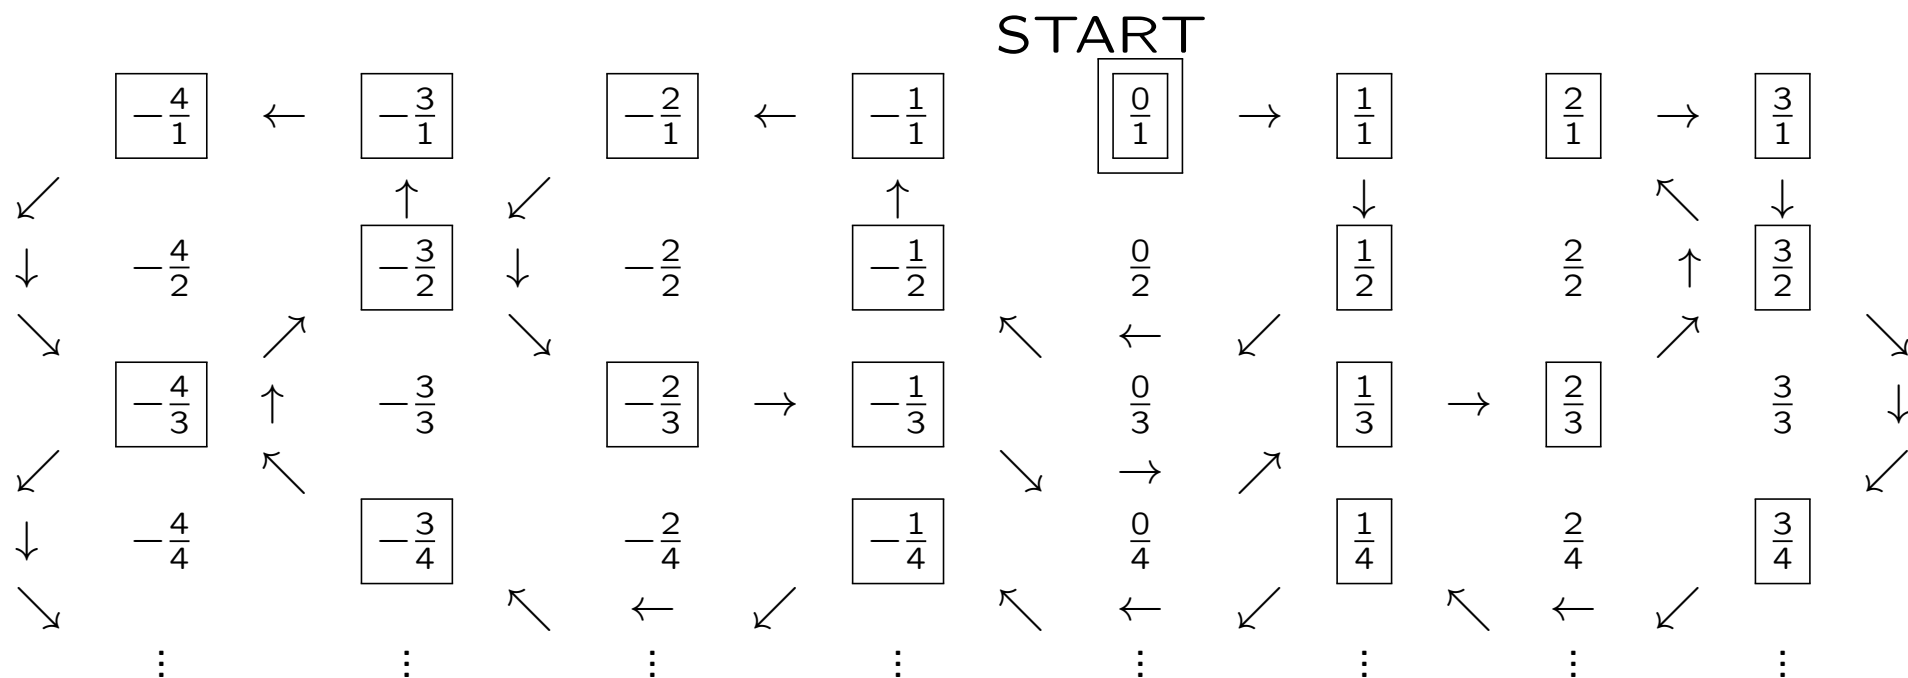 START
-4/1 ← -3/1 -2/1 ← -1/1 0/1 → 1/1 2/1 → 3/1
↙ ↑ ↙ ↑ ↓ ↖ ↓
↓ -4/2 -3/2 ↓ -2/2 -1/2 0/2 1/2 2/2 ↑ 3/2
↘ ↗ ↘ ↖ ← ↙ ↗ ↘
-4/3 ↑ -3/3 -2/3 → -1/3 0/3 1/3 → 2/3 3/3 ↓
↙ ↖ ↘ → ↗ ↙
↓ -4/4 -3/4 -2/4 -1/4 0/4 1/4 2/4 3/4
↘ ↖ ← ↙ ↖ ← ↙ ↖ ← ↙
⋮ ⋮ ⋮ ⋮ ⋮ ⋮ ⋮ ⋮